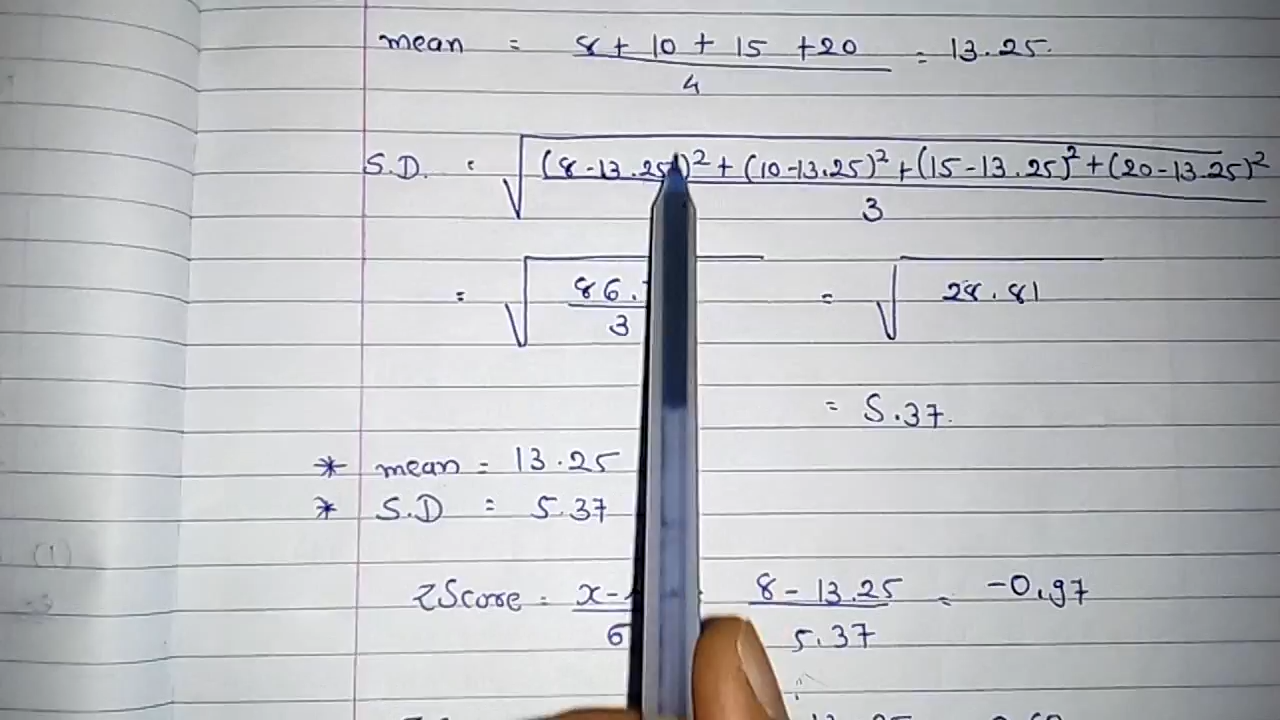 mean = 8 + 10 + 15 + 20 = 13.25
4
S.D. = √ (8-13.25)² + (10-13.25)² + (15-13.25)² + (20-13.25)²
3
= √ 86. = √ 28.81
3
= 5.37
* mean = 13.25
* S.D = 5.37
zScore = x- 8 - 13.25 = -0.97
6 5.37